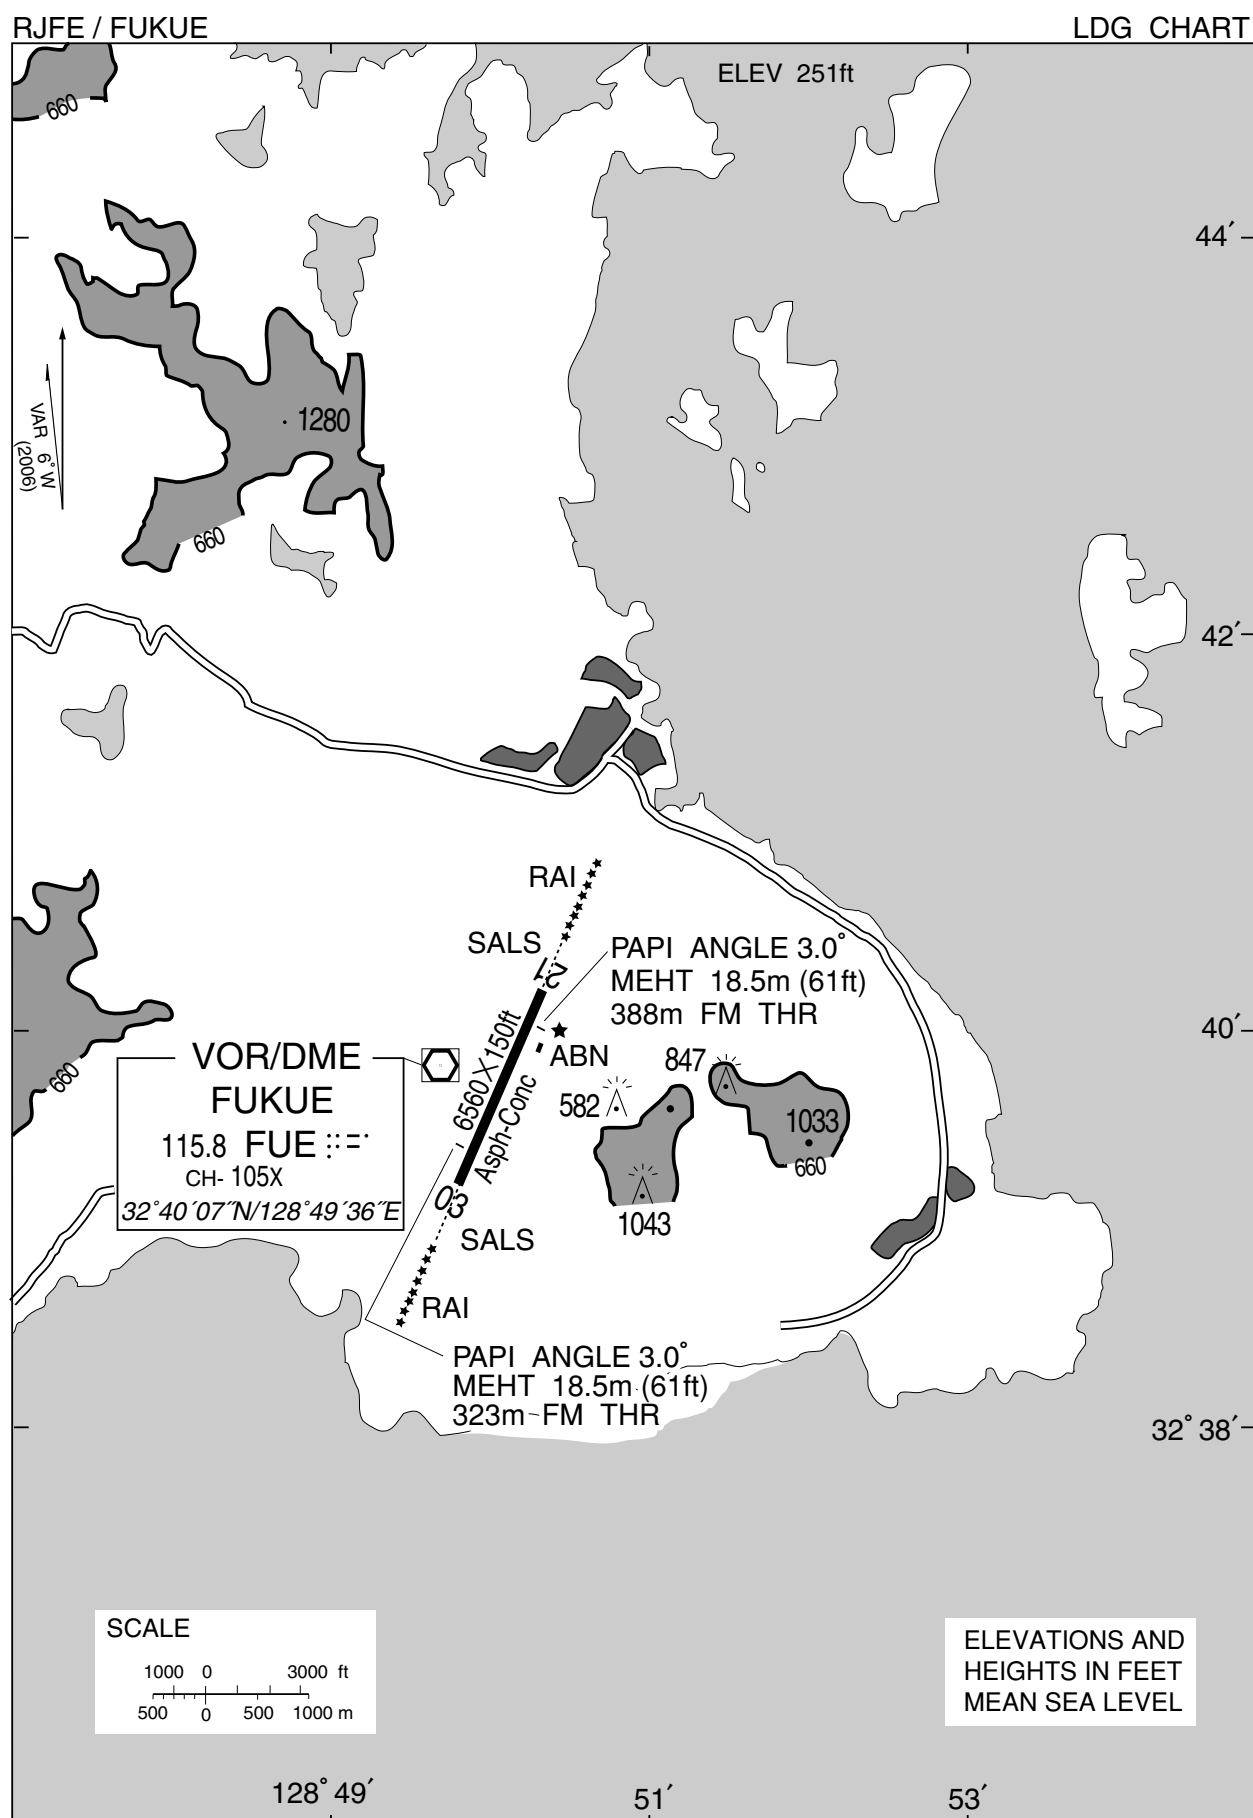 RJFE / FUKUE
LDG CHART
ELEV 251ft
660
44′
1280
VAR 6°W
(2006)
660
42′
RAI
SALS
21
PAPI ANGLE 3.0°
MEHT 18.5m (61ft)
388m FM THR
40′
6560X150ft
Asph-Conc
ABN
847
582
1033
660
1043
660
VOR/DME
FUKUE
115.8 FUE
CH- 105X
32°40′07″N/128°49′36″E
03
SALS
RAI
PAPI ANGLE 3.0°
MEHT 18.5m (61ft)
323m FM THR
32°38′
SCALE
1000 0 3000 ft
500 0 500 1000 m
ELEVATIONS AND
HEIGHTS IN FEET
MEAN SEA LEVEL
128°49′
51′
53′